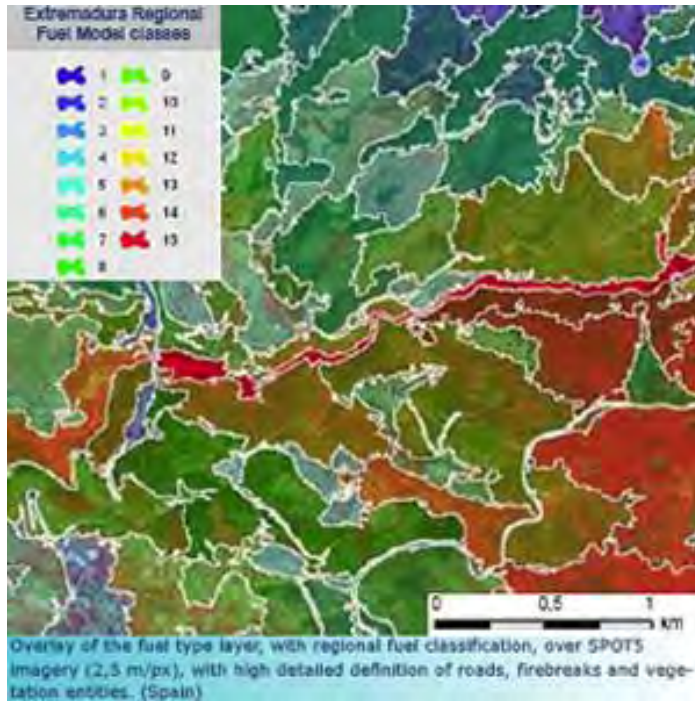 Extremadura Regional
Fuel Model classes
1 9
2 10
3 11
4 12
5 13
6 14
7 15
8
0 0,5 1
km
Overlay of the fuel type layer, with regional fuel classification, over SPOT5
imagery (2,5 m/px), with high detailed definition of roads, firebreaks and vege-
tation entities. (Spain)